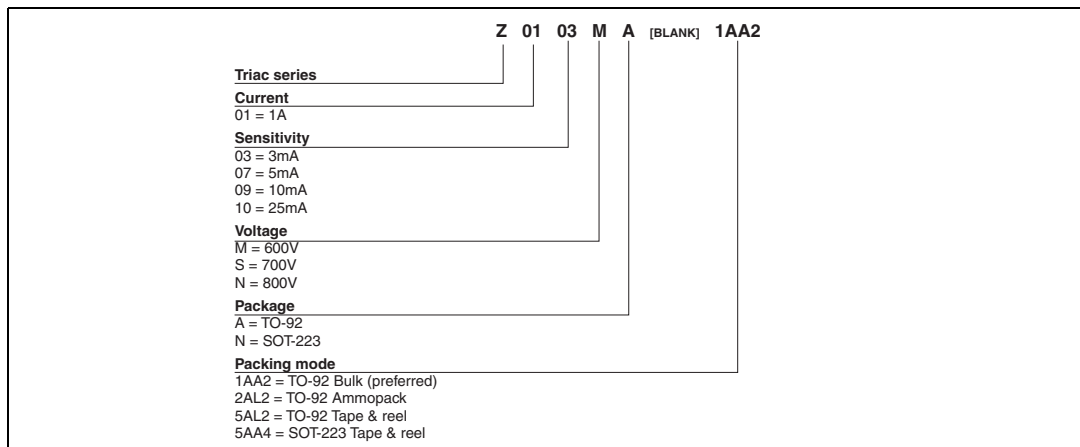 Z 01 03 M A [BLANK] 1AA2
Triac series
Current
01 = 1A
Sensitivity
03 = 3mA
07 = 5mA
09 = 10mA
10 = 25mA
Voltage
M = 600V
S = 700V
N = 800V
Package
A = TO-92
N = SOT-223
Packing mode
1AA2 = TO-92 Bulk (preferred)
2AL2 = TO-92 Ammopack
5AL2 = TO-92 Tape & reel
5AA4 = SOT-223 Tape & reel